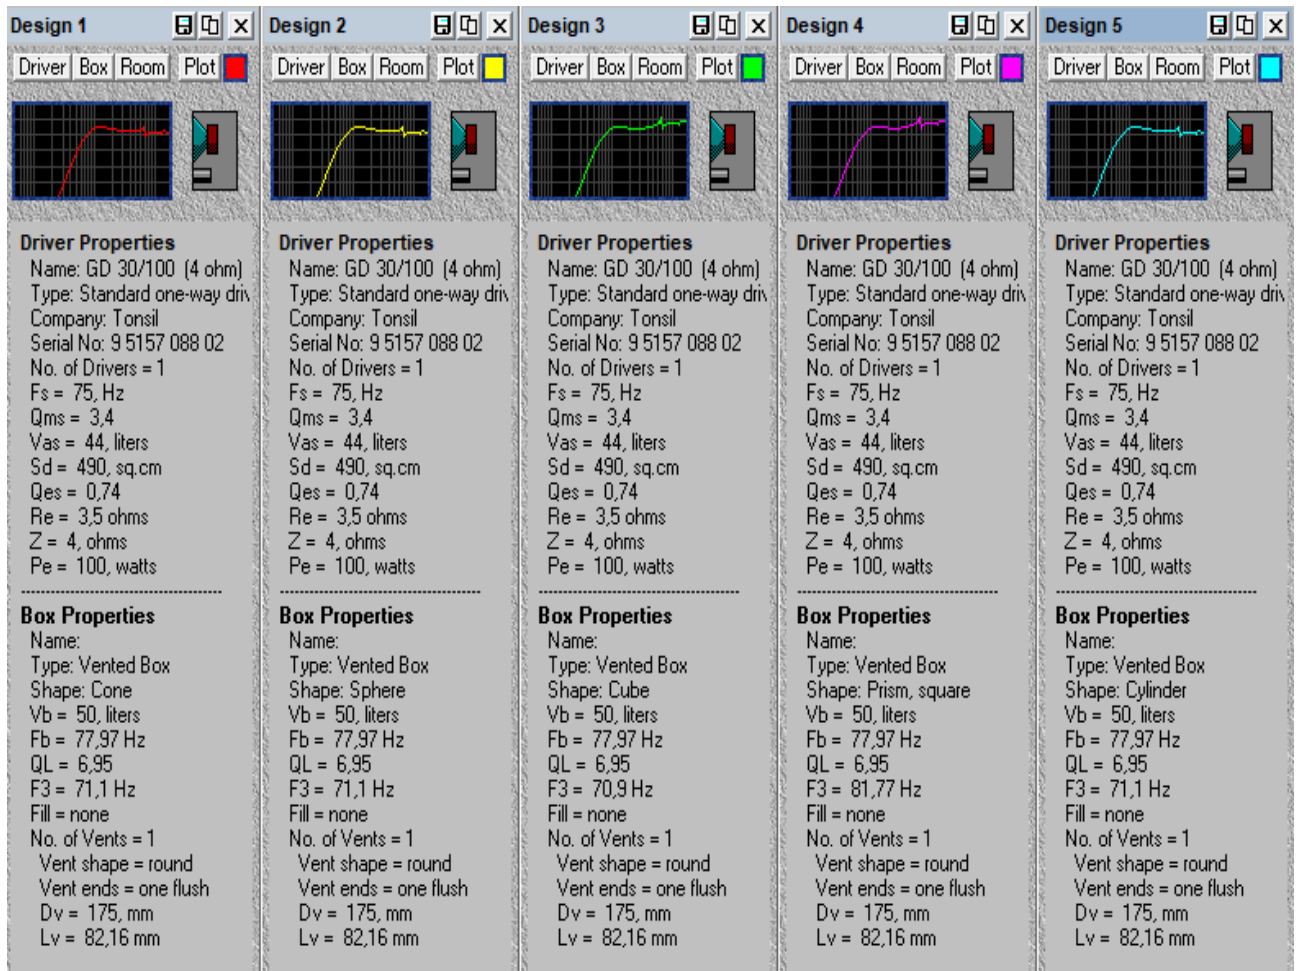 Design 1
Driver Box Room Plot
Driver Properties
Name: GD 30/100 (4 ohm)
Type: Standard one-way driv
Company: Tonsil
Serial No: 9 5157 088 02
No. of Drivers = 1
Fs = 75, Hz
Qms = 3,4
Vas = 44, liters
Sd = 490, sq.cm
Qes = 0,74
Re = 3,5 ohms
Z = 4, ohms
Pe = 100, watts
Box Properties
Name:
Type: Vented Box
Shape: Cone
Vb = 50, liters
Fb = 77,97 Hz
QL = 6,95
F3 = 71,1 Hz
Fill = none
No. of Vents = 1
Vent shape = round
Vent ends = one flush
Dv = 175, mm
Lv = 82,16 mm
Design 2
Driver Box Room Plot
Driver Properties
Name: GD 30/100 (4 ohm)
Type: Standard one-way driv
Company: Tonsil
Serial No: 9 5157 088 02
No. of Drivers = 1
Fs = 75, Hz
Qms = 3,4
Vas = 44, liters
Sd = 490, sq.cm
Qes = 0,74
Re = 3,5 ohms
Z = 4, ohms
Pe = 100, watts
Box Properties
Name:
Type: Vented Box
Shape: Sphere
Vb = 50, liters
Fb = 77,97 Hz
QL = 6,95
F3 = 71,1 Hz
Fill = none
No. of Vents = 1
Vent shape = round
Vent ends = one flush
Dv = 175, mm
Lv = 82,16 mm
Design 3
Driver Box Room Plot
Driver Properties
Name: GD 30/100 (4 ohm)
Type: Standard one-way driv
Company: Tonsil
Serial No: 9 5157 088 02
No. of Drivers = 1
Fs = 75, Hz
Qms = 3,4
Vas = 44, liters
Sd = 490, sq.cm
Qes = 0,74
Re = 3,5 ohms
Z = 4, ohms
Pe = 100, watts
Box Properties
Name:
Type: Vented Box
Shape: Cube
Vb = 50, liters
Fb = 77,97 Hz
QL = 6,95
F3 = 70,9 Hz
Fill = none
No. of Vents = 1
Vent shape = round
Vent ends = one flush
Dv = 175, mm
Lv = 82,16 mm
Design 4
Driver Box Room Plot
Driver Properties
Name: GD 30/100 (4 ohm)
Type: Standard one-way driv
Company: Tonsil
Serial No: 9 5157 088 02
No. of Drivers = 1
Fs = 75, Hz
Qms = 3,4
Vas = 44, liters
Sd = 490, sq.cm
Qes = 0,74
Re = 3,5 ohms
Z = 4, ohms
Pe = 100, watts
Box Properties
Name:
Type: Vented Box
Shape: Prism, square
Vb = 50, liters
Fb = 77,97 Hz
QL = 6,95
F3 = 81,77 Hz
Fill = none
No. of Vents = 1
Vent shape = round
Vent ends = one flush
Dv = 175, mm
Lv = 82,16 mm
Design 5
Driver Box Room Plot
Driver Properties
Name: GD 30/100 (4 ohm)
Type: Standard one-way driv
Company: Tonsil
Serial No: 9 5157 088 02
No. of Drivers = 1
Fs = 75, Hz
Qms = 3,4
Vas = 44, liters
Sd = 490, sq.cm
Qes = 0,74
Re = 3,5 ohms
Z = 4, ohms
Pe = 100, watts
Box Properties
Name:
Type: Vented Box
Shape: Cylinder
Vb = 50, liters
Fb = 77,97 Hz
QL = 6,95
F3 = 71,1 Hz
Fill = none
No. of Vents = 1
Vent shape = round
Vent ends = one flush
Dv = 175, mm
Lv = 82,16 mm